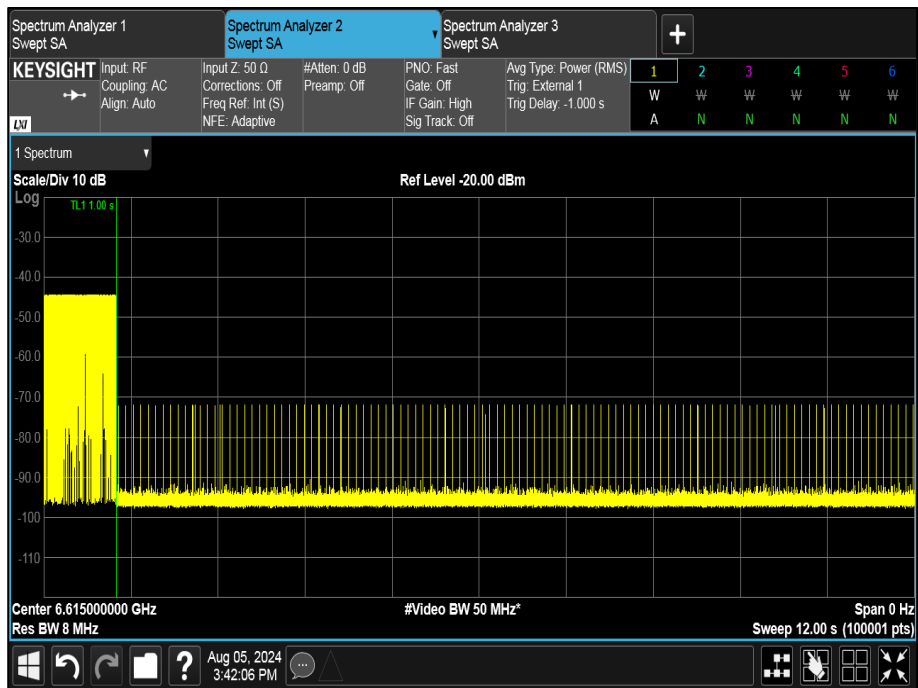 Spectrum Analyzer 1
Swept SA
Spectrum Analyzer 2
Swept SA
Spectrum Analyzer 3
Swept SA
+
KEYSIGHT
LXI
Input: RF
Coupling: AC
Align: Auto
Input Z: 50 Ω
Corrections: Off
Freq Ref: Int (S)
NFE: Adaptive
#Atten: 0 dB
Preamp: Off
PNO: Fast
Gate: Off
IF Gain: High
Sig Track: Off
Avg Type: Power (RMS)
Trig: External 1
Trig Delay: -1.000 s
1 2 3 4 5 6
W W W W W W
A N N N N N
1 Spectrum
Scale/Div 10 dB
Ref Level -20.00 dBm
Log
TL1 1.00 s
-30.0
-40.0
-50.0
-60.0
-70.0
-80.0
-90.0
-100
-110
Center 6.615000000 GHz
#Video BW 50 MHz*
Span 0 Hz
Res BW 8 MHz
Sweep 12.00 s (100001 pts)
?
Aug 05, 2024
3:42:06 PM